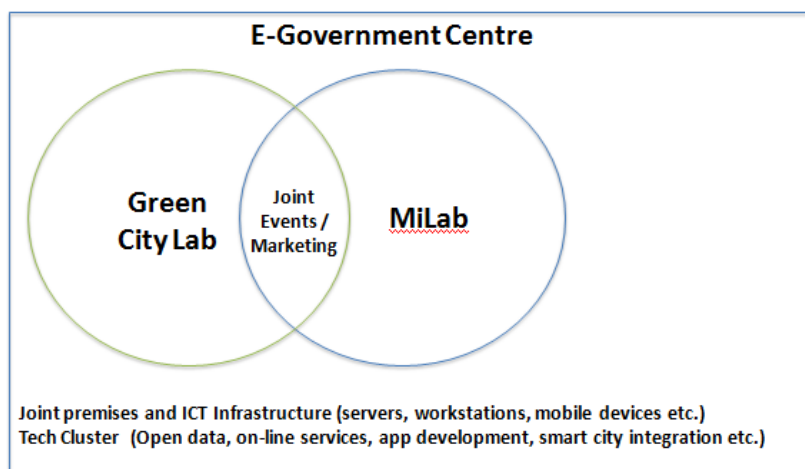 E-Government Centre
Green
City Lab
Joint
Events /
Marketing
MiLab
Joint premises and ICT Infrastructure (servers, workstations, mobile devices etc.)
Tech Cluster (Open data, on-line services, app development, smart city integration etc.)